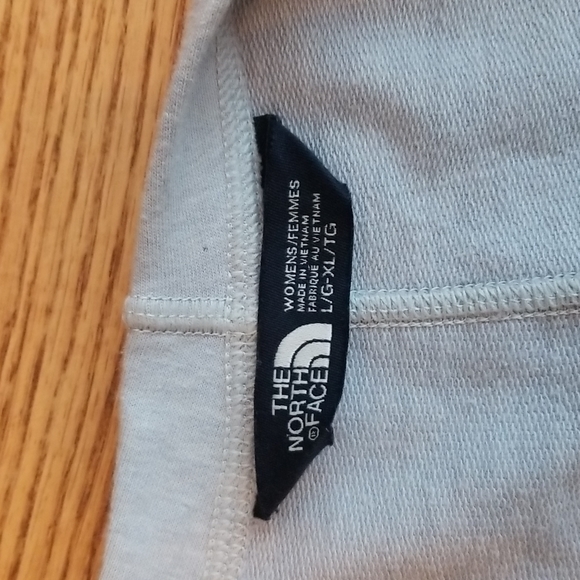 THE
NORTH
FACE
®
WOMENS/FEMMES
MADE IN VIETNAM
FABRIQUÉ AU VIETNAM
L/G-XL/TG